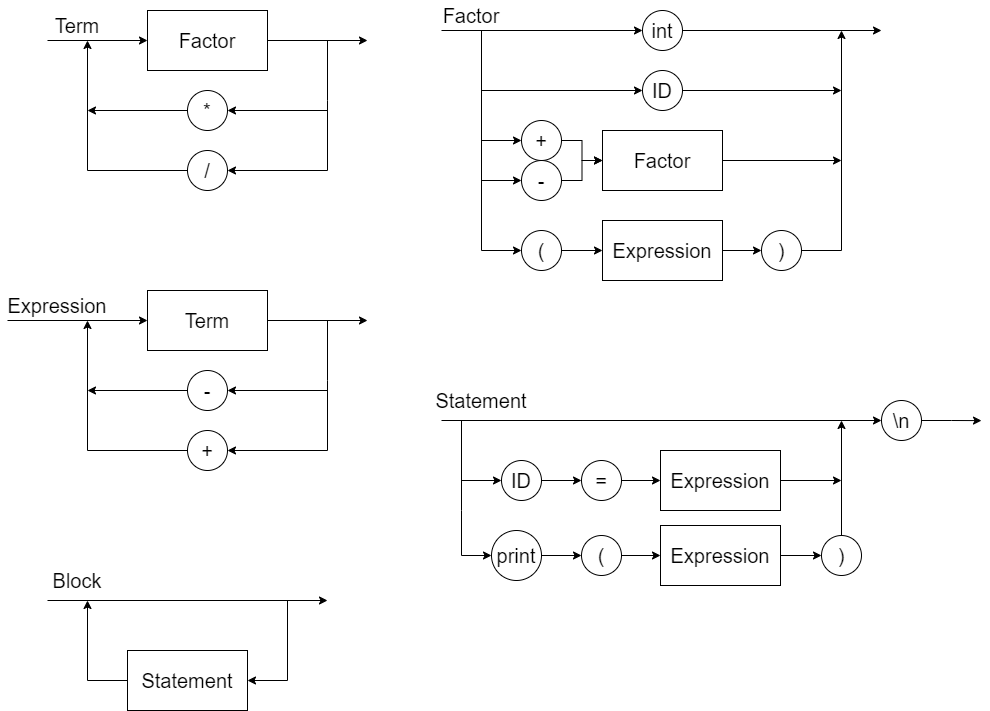 Term
Factor
*
/
Factor
int
ID
+
-
Factor
(
Expression
)
Expression
Term
-
+
Statement
\n
ID
=
Expression
print
(
Expression
)
Block
Statement